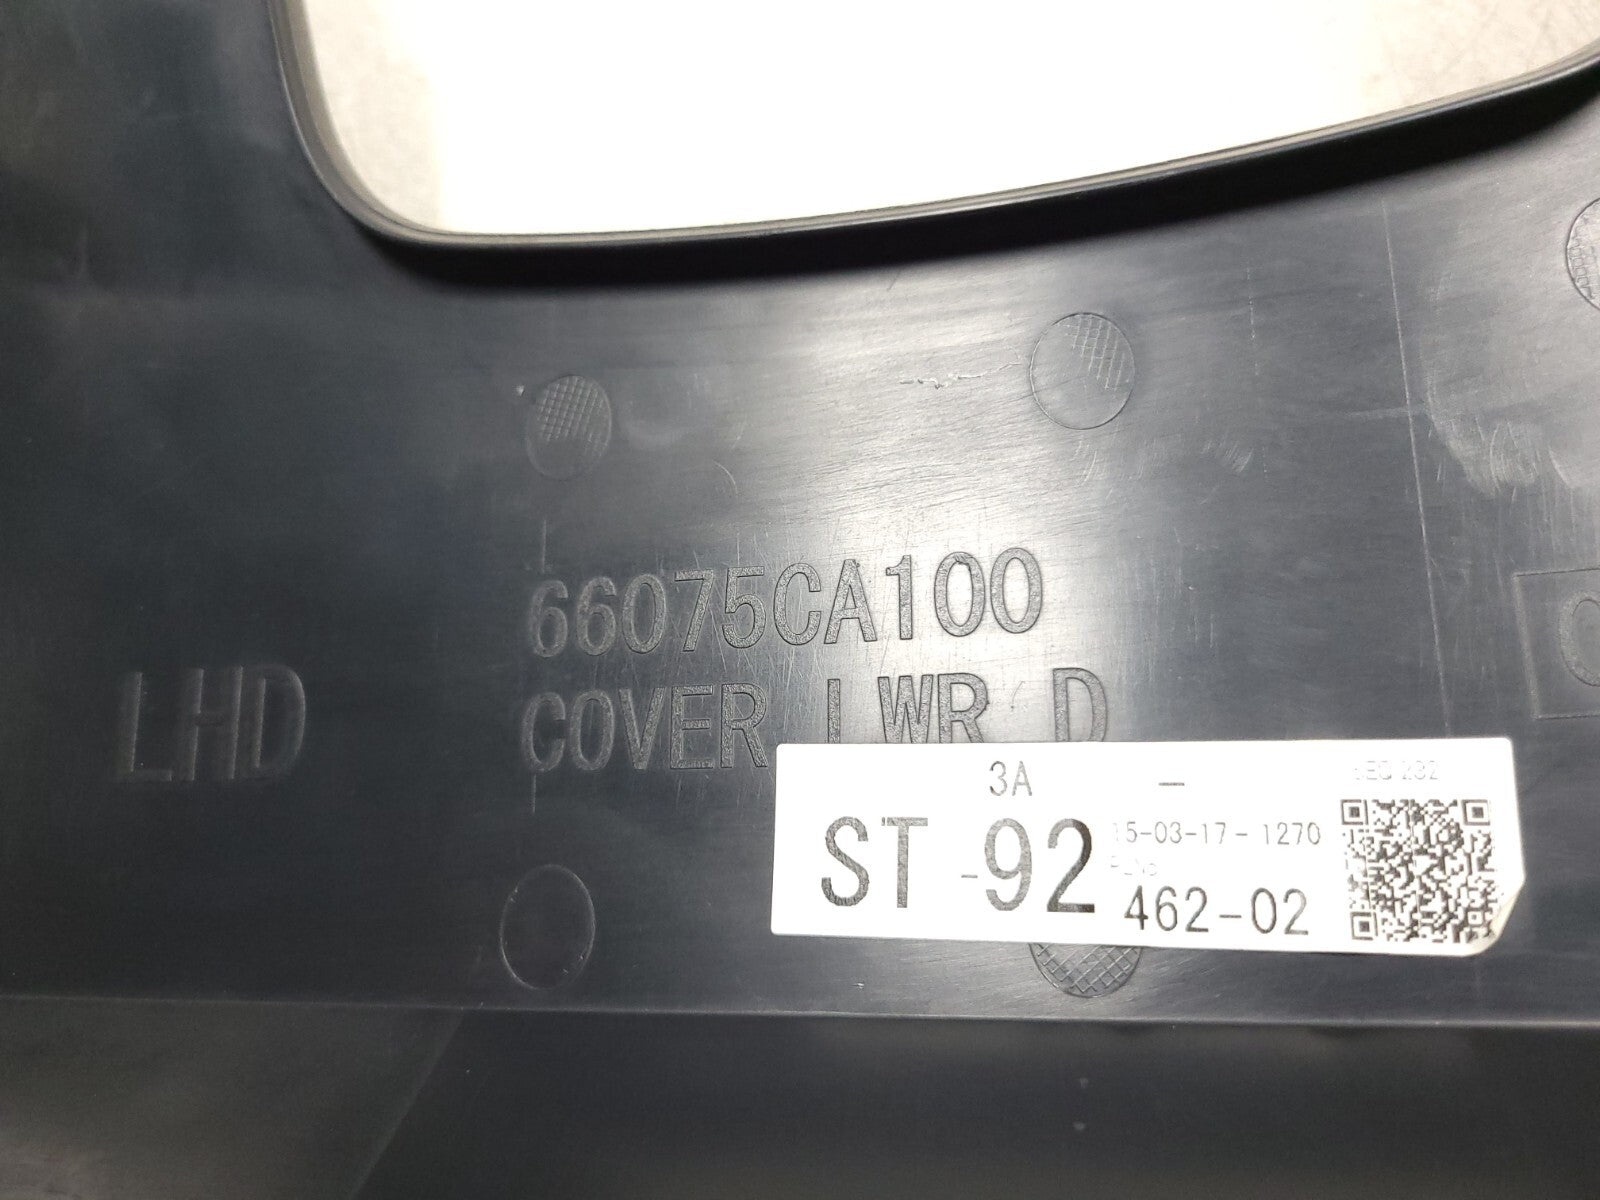 66075CA100
LHD
COVER LWR D
3A -
ST -92
15-03-17-1270
462-02